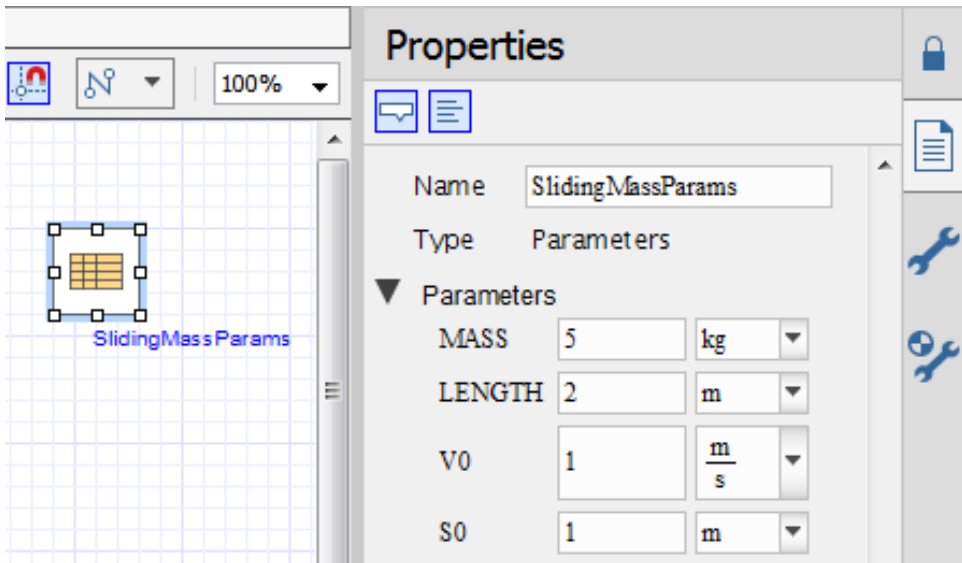 Properties
100%
Name SlidingMassParams
Type Parameters
Parameters
MASS 5 kg
SlidingMassParams
LENGTH 2 m
V0 1 m/s
S0 1 m